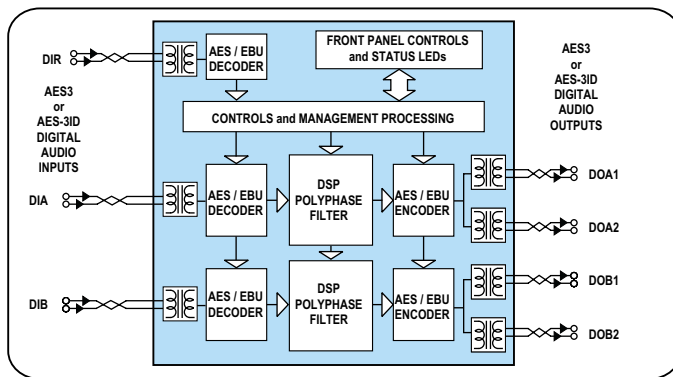 DIR
AES3
or
AES-3ID
DIGITAL
AUDIO
INPUTS
DIA
DIB
AES / EBU
DECODER
FRONT PANEL CONTROLS
and STATUS LEDs
CONTROLS and MANAGEMENT PROCESSING
AES / EBU
DECODER
DSP
POLYPHASE
FILTER
AES / EBU
ENCODER
AES / EBU
DECODER
DSP
POLYPHASE
FILTER
AES / EBU
ENCODER
AES3
or
AES-3ID
DIGITAL
AUDIO
OUTPUTS
DOA1
DOA2
DOB1
DOB2